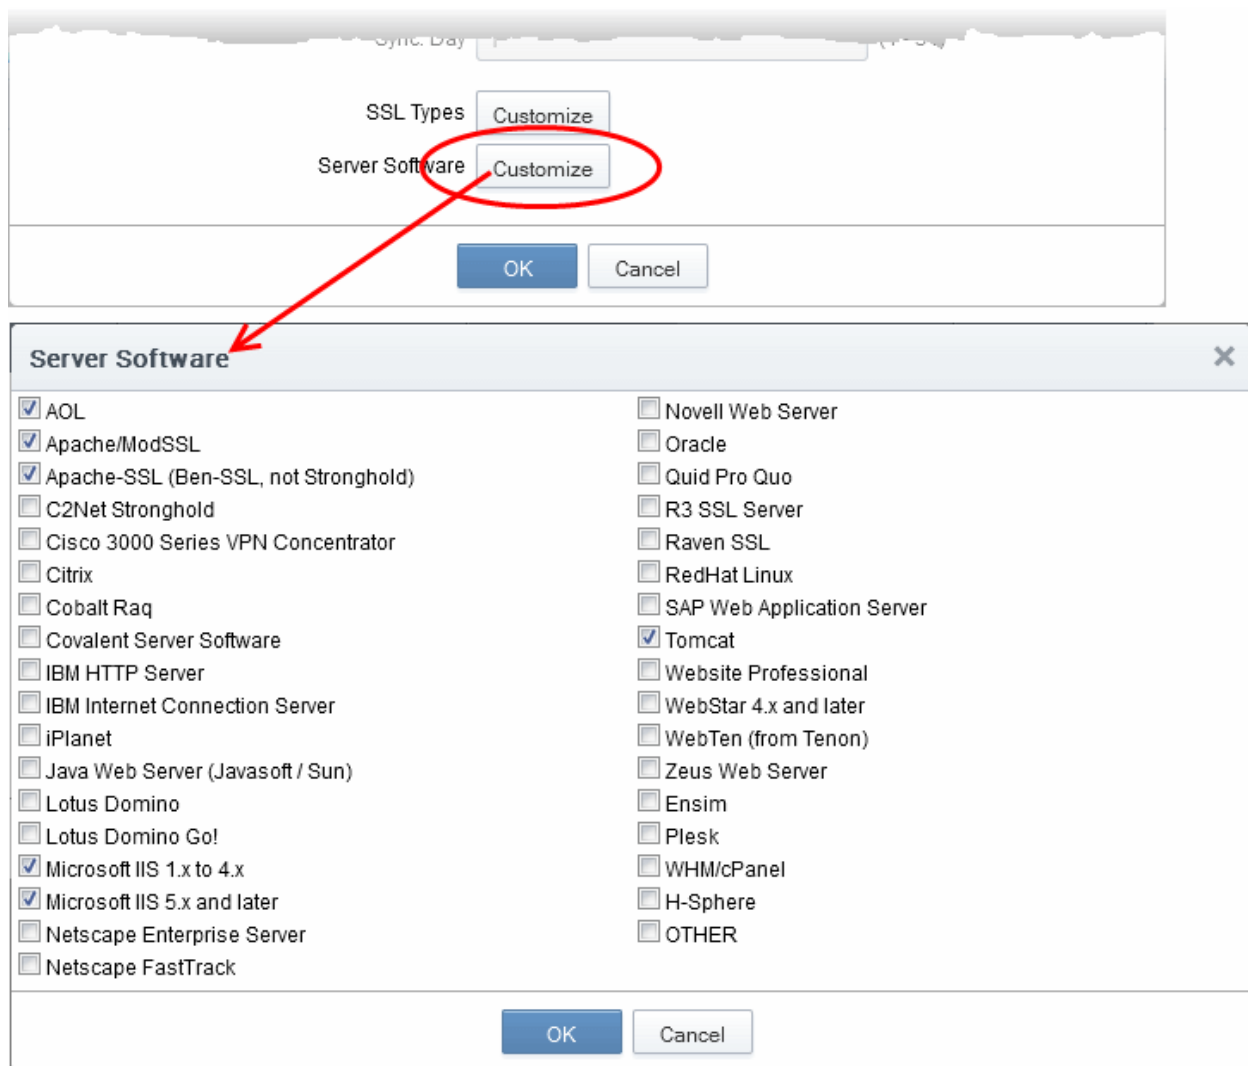 Sync. Day
SSL Types Customize
Server Software Customize
OK Cancel
Server Software
AOL
Apache/ModSSL
Apache-SSL (Ben-SSL, not Stronghold)
C2Net Stronghold
Cisco 3000 Series VPN Concentrator
Citrix
Cobalt Raq
Covalent Server Software
IBM HTTP Server
IBM Internet Connection Server
iPlanet
Java Web Server (Javasoft / Sun)
Lotus Domino
Lotus Domino Go!
Microsoft IIS 1.x to 4.x
Microsoft IIS 5.x and later
Netscape Enterprise Server
Netscape FastTrack
Novell Web Server
Oracle
Quid Pro Quo
R3 SSL Server
Raven SSL
RedHat Linux
SAP Web Application Server
Tomcat
Website Professional
WebStar 4.x and later
WebTen (from Tenon)
Zeus Web Server
Ensim
Plesk
WHM/cPanel
H-Sphere
OTHER
OK Cancel